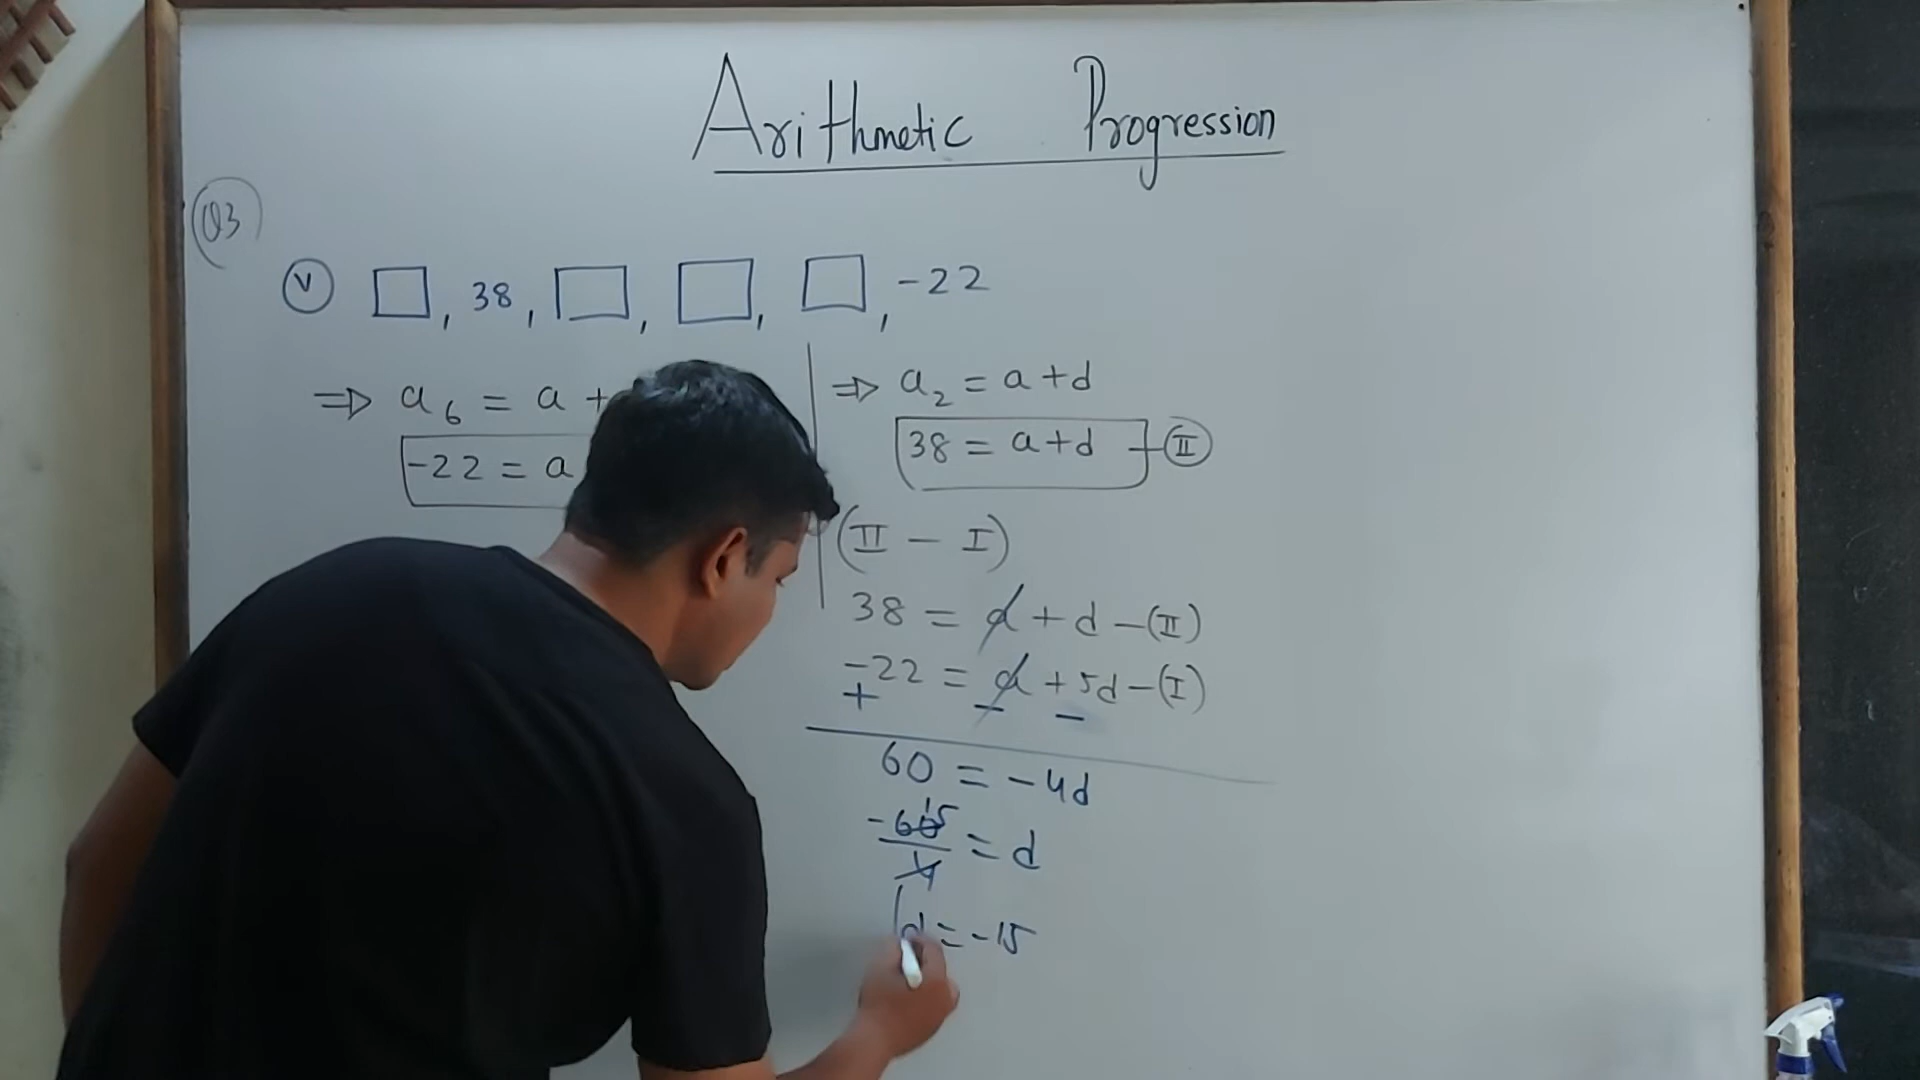 Arithmetic Progression
Q3
V □, 38, □, □, □, -22
⇒ a₆ = a +
-22 = a
⇒ a₂ = a + d
38 = a + d - II
(II - I)
38 = a + d - (II)
-22 = a + 5d - (I)
+ - -
60 = -4d
15
-60/4 = d
d = -15